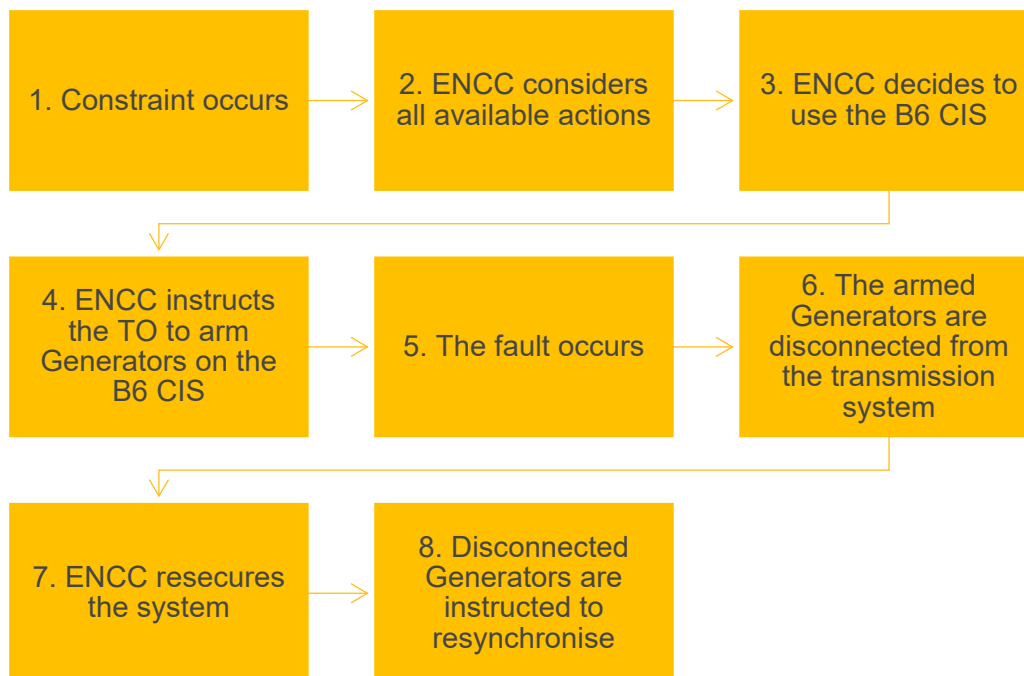 1. Constraint occurs
2. ENCC considers
all available actions
3. ENCC decides to
use the B6 CIS
4. ENCC instructs
the TO to arm
Generators on the
B6 CIS
5. The fault occurs
6. The armed
Generators are
disconnected from
the transmission
system
7. ENCC resecures
the system
8. Disconnected
Generators are
instructed to
resynchronise